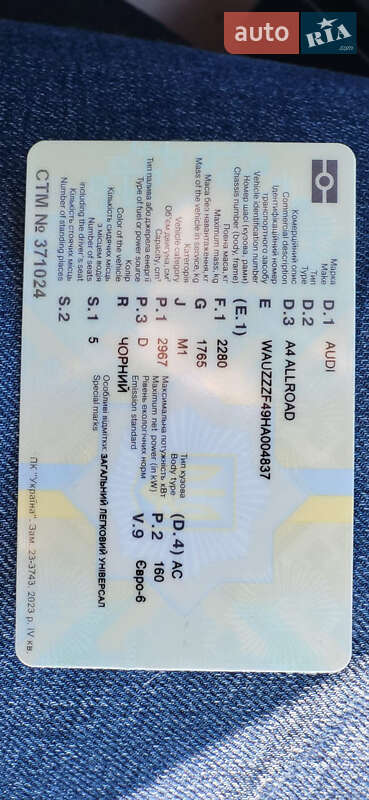 auto RIA.com
Марка
Make
D.1 AUDI
Тип
Type
D.2
Комерційний опис
Commercial description
D.3 A4 ALLROAD
Ідентифікаційний номер
транспортного засобу
Vehicle identification number
E WAUZZZF49HA004837
Номер шасі (кузова, рами)
Chassis number (body, frame)
(E.1)
Повна маса, кг
Maximum mass, kg
F.1 2280
Маса без навантаження, кг
Mass of the vehicle in service, kg
G 1765
Категорія
Vehicle category
J M1
Тип кузова
Body type
(D.4) AC
Об'єм двигуна, см³
Capacity, cm³
P.1 2967
Максимальна потужність кВт
Maximum net power (in kW)
P.2 160
Тип палива або джерела енергії
Type of fuel or power source
P.3 D
Рівень екологічних норм
Emission standard
V.9 Євро-6
Колір
Color of the vehicle
R ЧОРНИЙ
Кількість сидячих місць
з місцем водія
Number of seats
including the driver's seat
S.1 5
Особливі відмітки: ЗАГАЛЬНИЙ ЛЕГКОВИЙ УНІВЕРСАЛ
Special marks
Кількість стоячих місць
Number of standing places
S.2
СТМ № 371024
ПК "Україна". Зам. 23-3743. 2023 р. IV кв.